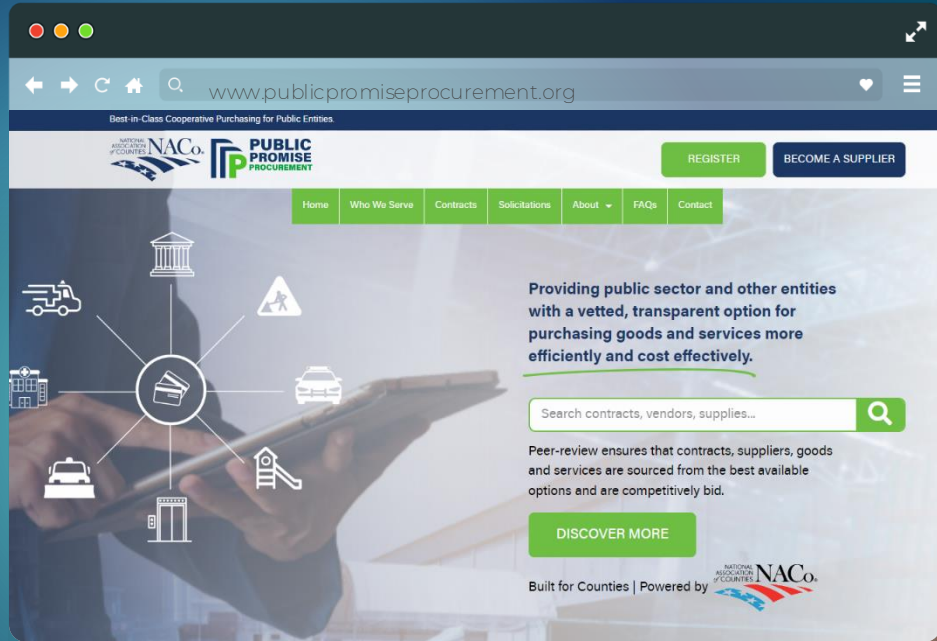 www.publicpromiseprocurement.org
Best-in-Class Cooperative Purchasing for Public Entities.
NATIONAL
ASSOCIATION
of COUNTIES
NACo.
PUBLIC
PROMISE
PROCUREMENT
REGISTER
BECOME A SUPPLIER
Home Who We Serve Contracts Solicitations About FAQs Contact
Providing public sector and other entities
with a vetted, transparent option for
purchasing goods and services more
efficiently and cost effectively.
Search contracts, vendors, supplies...
Peer-review ensures that contracts, suppliers, goods
and services are sourced from the best available
options and are competitively bid.
DISCOVER MORE
Built for Counties | Powered by
NATIONAL
ASSOCIATION
of COUNTIES
NACo.